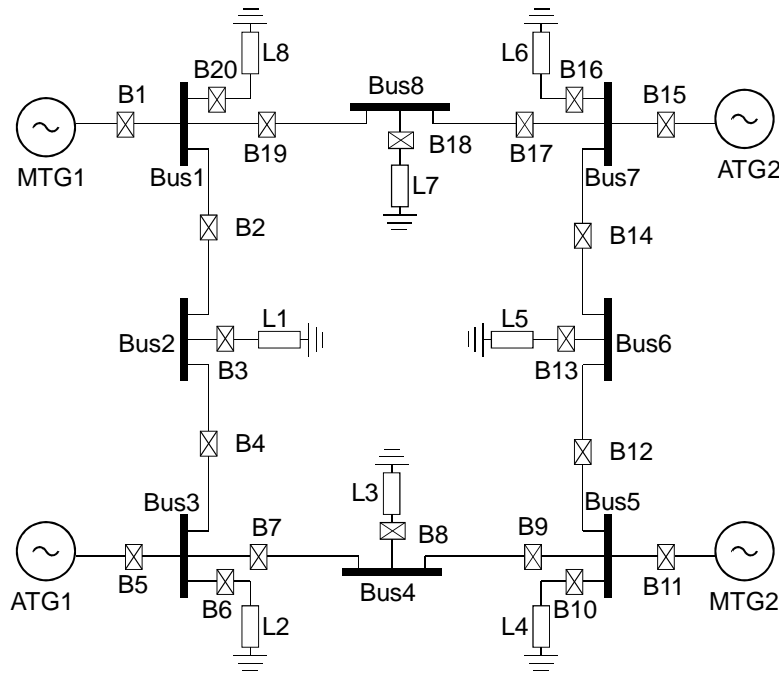 L8
L6
B20
Bus8
B16
B1
B15
B19
B18
B17
MTG1
Bus1
Bus7
ATG2
L7
B2
B14
L1
L5
Bus2
Bus6
B3
B13
B4
B12
Bus3
L3
Bus5
B7
B8
B9
B5
B11
ATG1
B6
Bus4
B10
MTG2
L2
L4